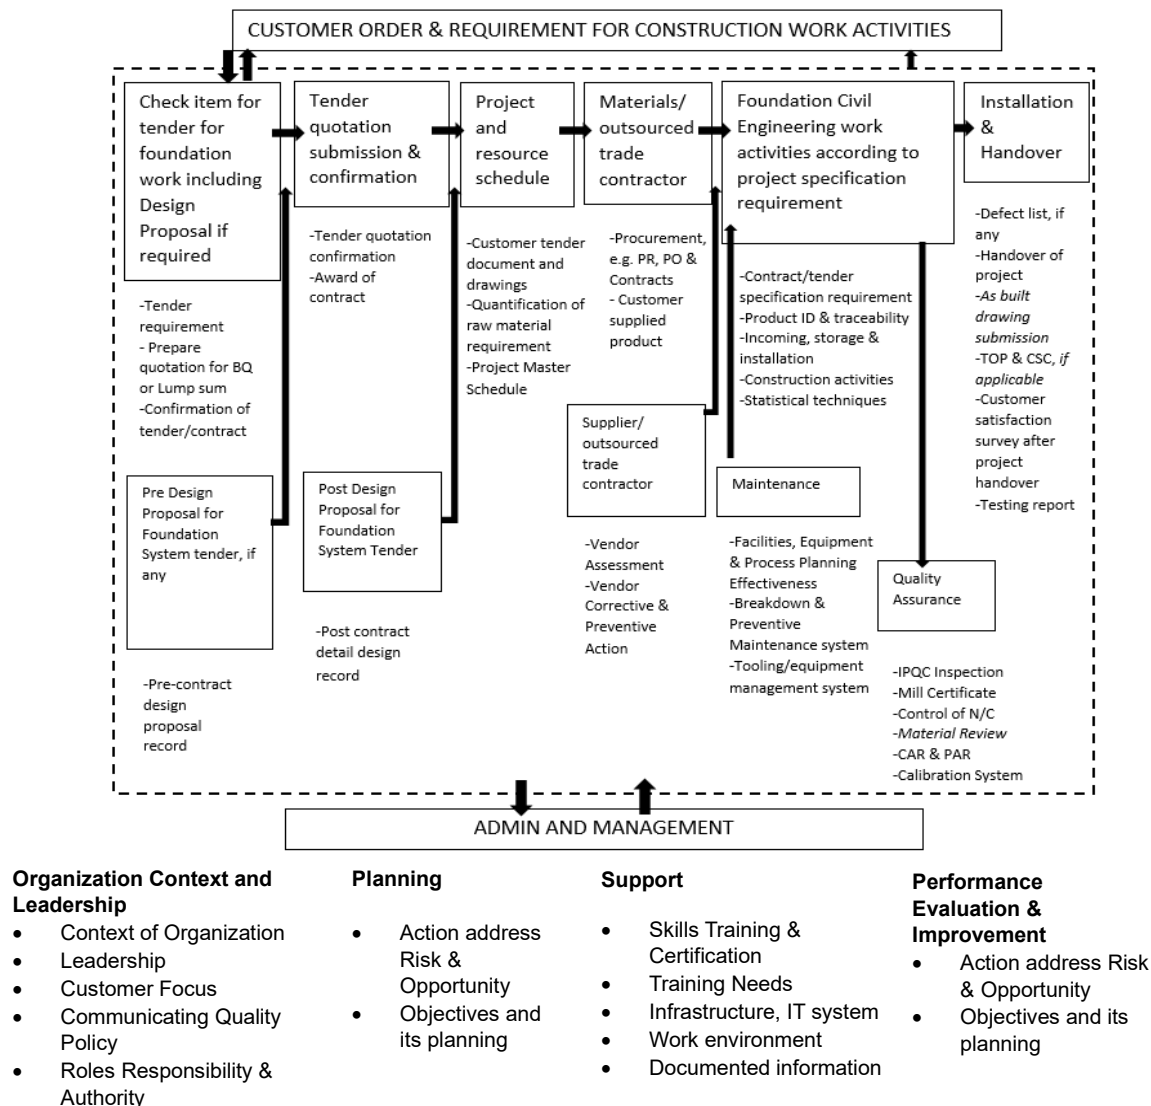 CUSTOMER ORDER & REQUIREMENT FOR CONSTRUCTION WORK ACTIVITIES
Check item for
tender for
foundation
work including
Design
Proposal if
required
-Tender
requirement
- Prepare
quotation for BQ
or Lump sum
-Confirmation of
tender/contract
Pre Design
Proposal for
Foundation
System tender, if
any
-Pre-contract
design
proposal
record
Tender
quotation
submission &
confirmation
-Tender quotation
confirmation
-Award of
contract
Post Design
Proposal for
Foundation
System Tender
-Post contract
detail design
record
Project
and
resource
schedule
-Customer tender
document and
drawings
-Quantification of
raw material
requirement
-Project Master
Schedule
Materials/
outsourced
trade
contractor
-Procurement,
e.g. PR, PO &
Contracts
- Customer
supplied
product
Supplier/
outsourced
trade
contractor
-Vendor
Assessment
-Vendor
Corrective &
Preventive
Action
Foundation Civil
Engineering work
activities according to
project specification
requirement
-Contract/tender
specification requirement
-Product ID & traceability
-Incoming, storage &
installation
-Construction activities
-Statistical techniques
Maintenance
-Facilities, Equipment
& Process Planning
Effectiveness
-Breakdown &
Preventive
Maintenance system
-Tooling/equipment
management system
Quality
Assurance
-IPQC Inspection
-Mill Certificate
-Control of N/C
-Material Review
-CAR & PAR
-Calibration System
Installation
&
Handover
-Defect list, if
any
-Handover of
project
-As built
drawing
submission
-TOP & CSC, if
applicable
-Customer
satisfaction
survey after
project
handover
-Testing report
ADMIN AND MANAGEMENT
Organization Context and
Leadership
• Context of Organization
• Leadership
• Customer Focus
• Communicating Quality
Policy
• Roles Responsibility &
Authority
Planning
• Action address
Risk &
Opportunity
• Objectives and
its planning
Support
• Skills Training &
Certification
• Training Needs
• Infrastructure, IT system
• Work environment
• Documented information
Performance
Evaluation &
Improvement
• Action address Risk
& Opportunity
• Objectives and its
planning